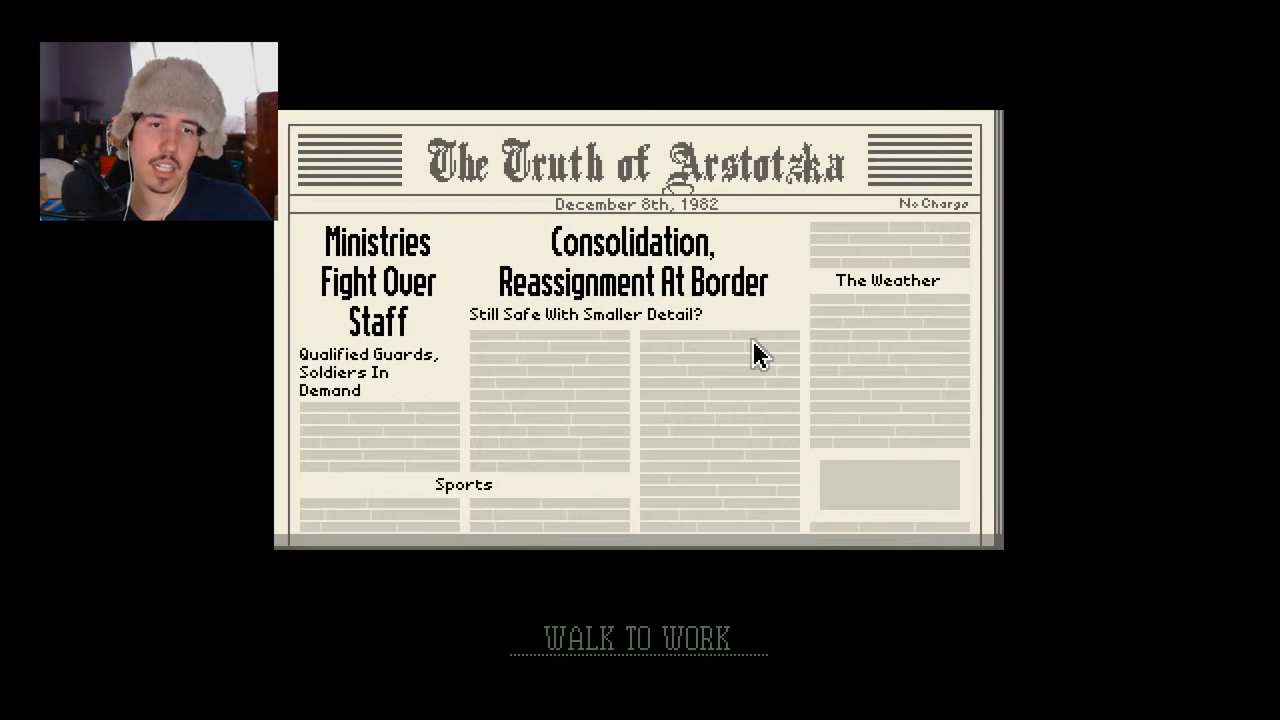 The Truth of Arstotzka
December 8th, 1982
No Charge
Ministries
Fight Over
Staff
Qualified Guards,
Soldiers In
Demand
Consolidation,
Reassignment At Border
Still Safe With Smaller Detail?
The Weather
Sports
WALK TO WORK